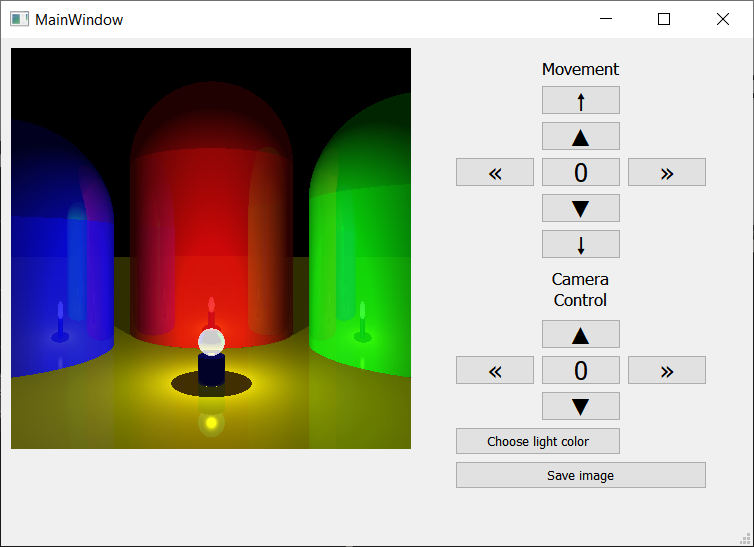 MainWindow
Movement
↑
▲
« 0 »
▼
↓
Camera
Control
▲
« 0 »
▼
Choose light color
Save image